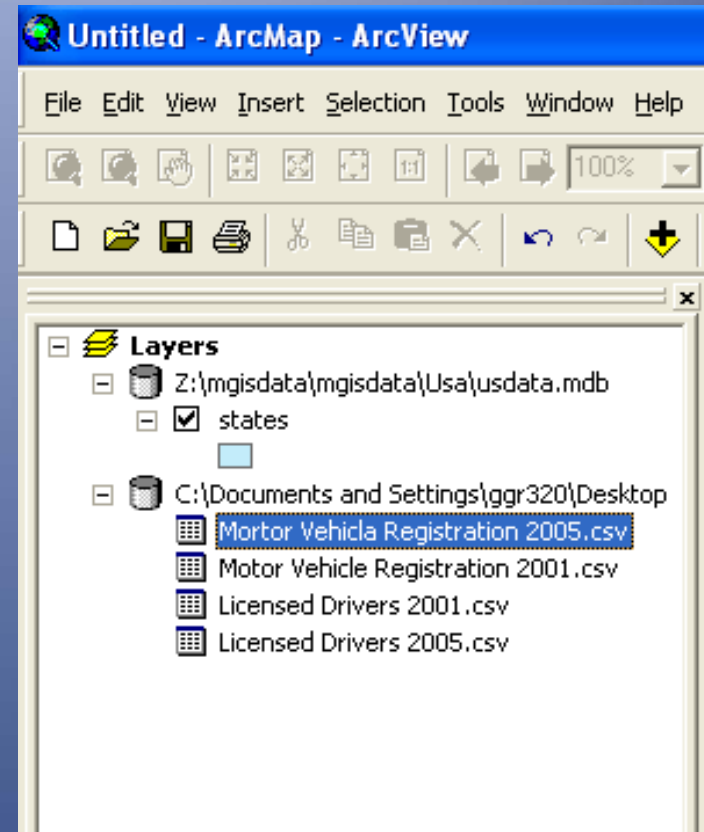 Untitled - ArcMap - ArcView
File Edit View Insert Selection Tools Window Help
1:1 100%
Layers
Z:\mgisdata\mgisdata\Usa\usdata.mdb
states
C:\Documents and Settings\ggr320\Desktop
Mortor Vehicla Registration 2005.csv
Motor Vehicle Registration 2001.csv
Licensed Drivers 2001.csv
Licensed Drivers 2005.csv